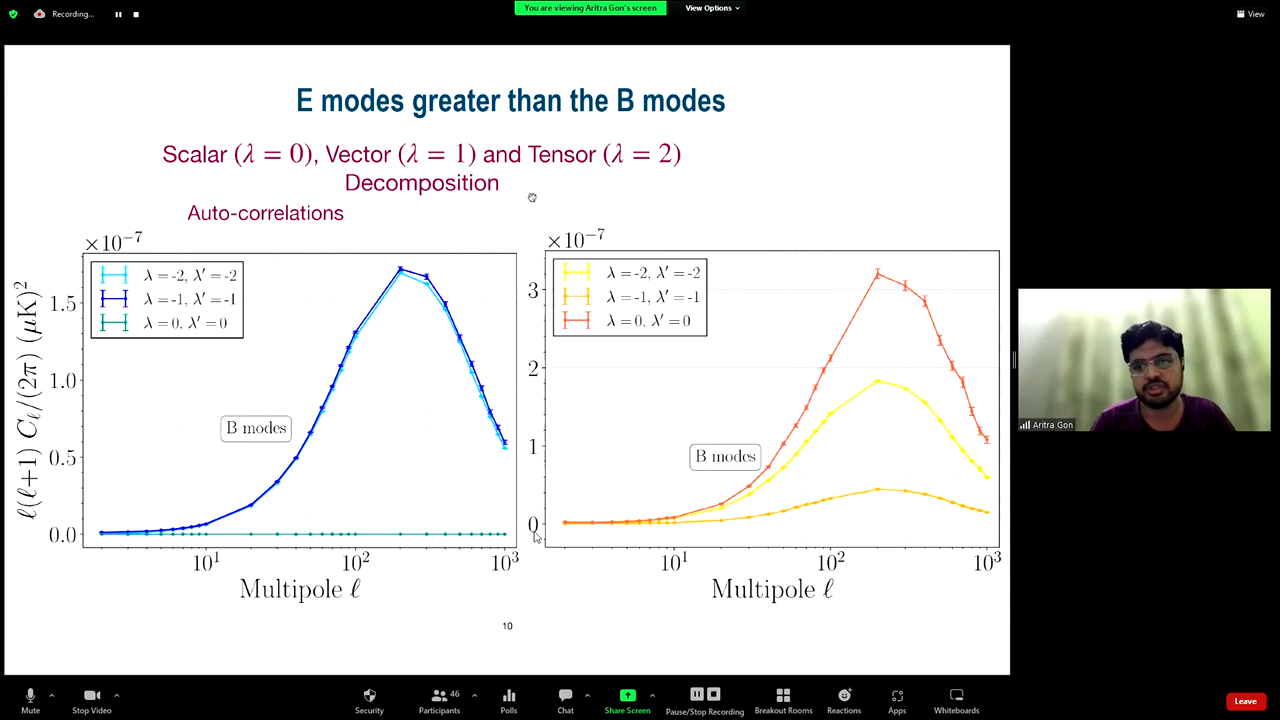 Recording...
You are viewing Aritra Gon's screen
View Options
View
E modes greater than the B modes
Scalar (λ = 0), Vector (λ = 1) and Tensor (λ = 2)
Decomposition
Auto-correlations
×10⁻⁷
λ = -2, λ′ = -2
λ = -1, λ′ = -1
λ = 0, λ′ = 0
ℓ(ℓ+1) Cℓ/(2π) (μK)²
1.5
1.0
0.5
0.0
B modes
10¹
10²
10³
Multipole ℓ
×10⁻⁷
λ = -2, λ′ = -2
λ = -1, λ′ = -1
λ = 0, λ′ = 0
3
2
1
0
B modes
10¹
10²
10³
Multipole ℓ
10
Aritra Gon
Mute
Stop Video
Security
Participants
46
Polls
Chat
Share Screen
Pause/Stop Recording
Breakout Rooms
Reactions
Apps
Whiteboards
Leave